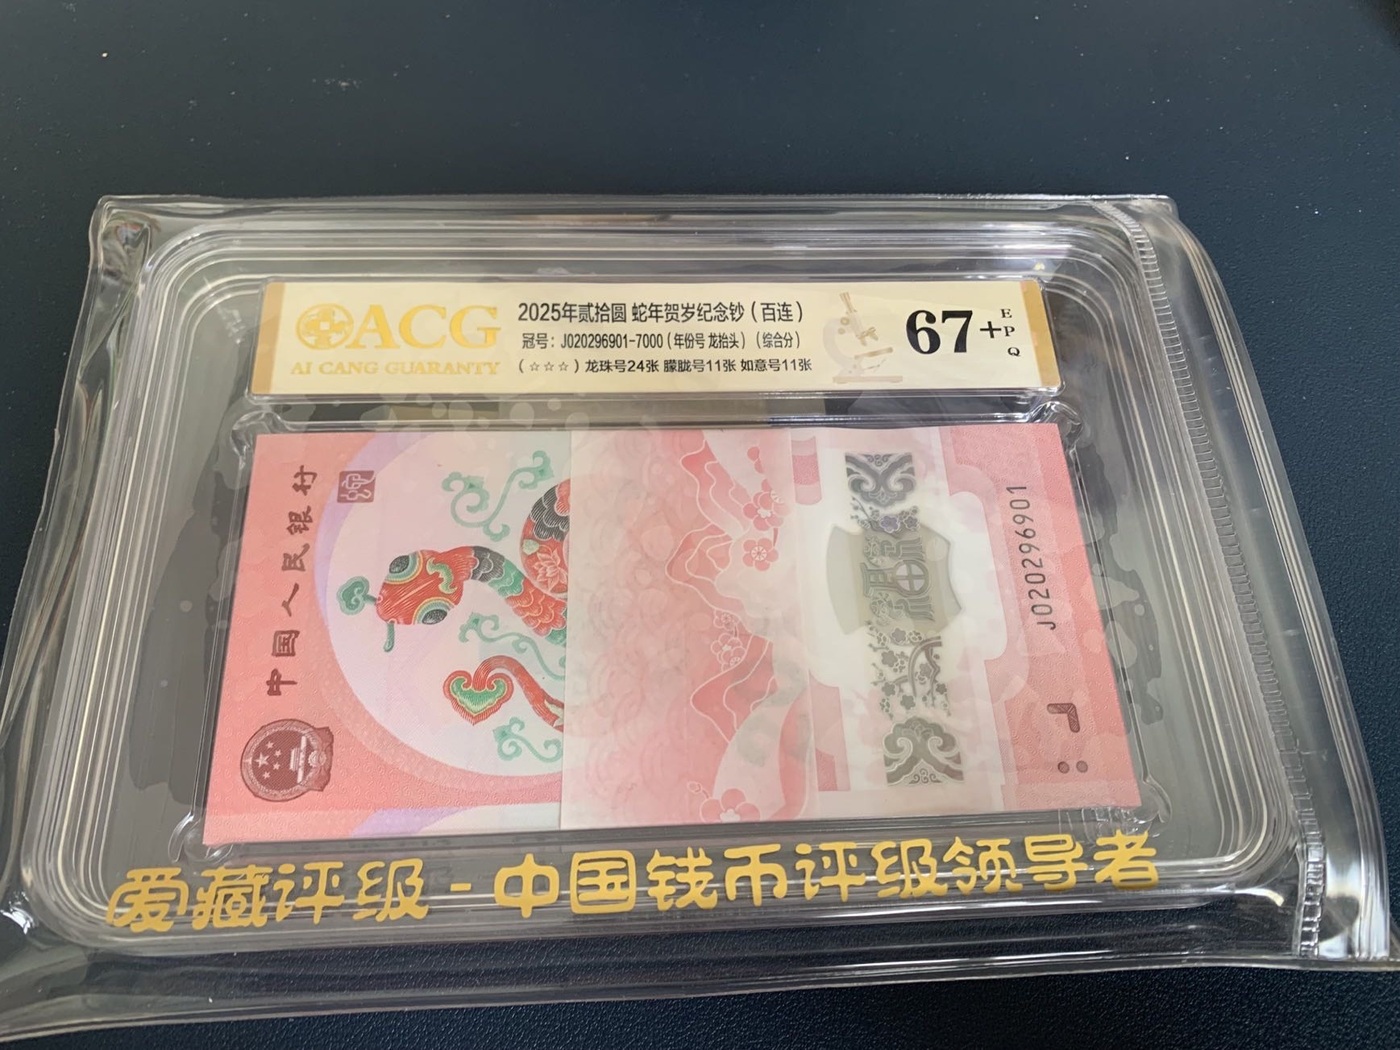 ACG
AI CANG GUARANTY
2025年贰拾圆 蛇年贺岁纪念钞（百连）
冠号：J020296901-7000（年份号 龙抬头）（综合分）
（☆☆☆）龙珠号24张 朦胧号11张 如意号11张
67+
E
P
Q
中国人民银行
福
J020296901
爱藏评级-中国钱币评级领导者